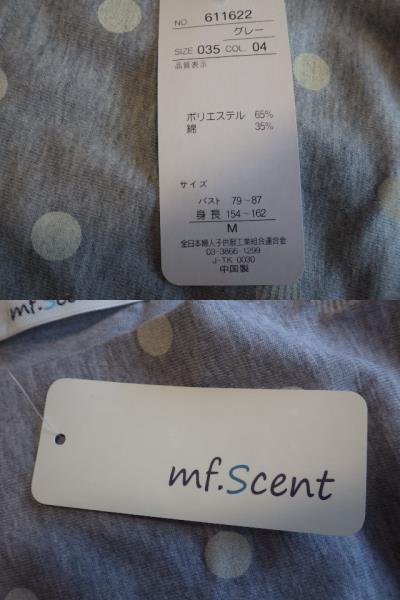 NO. 611622
グレー
SIZE 035 COL. 04
品質表示
ポリエステル 65%
綿 35%
サイズ
バスト 79~87
身長 154~162
M
全日本婦人子供服工業組合連合会
03-3866-1299
J-TK 0030
中国製
mf.Scent
mf.Scent